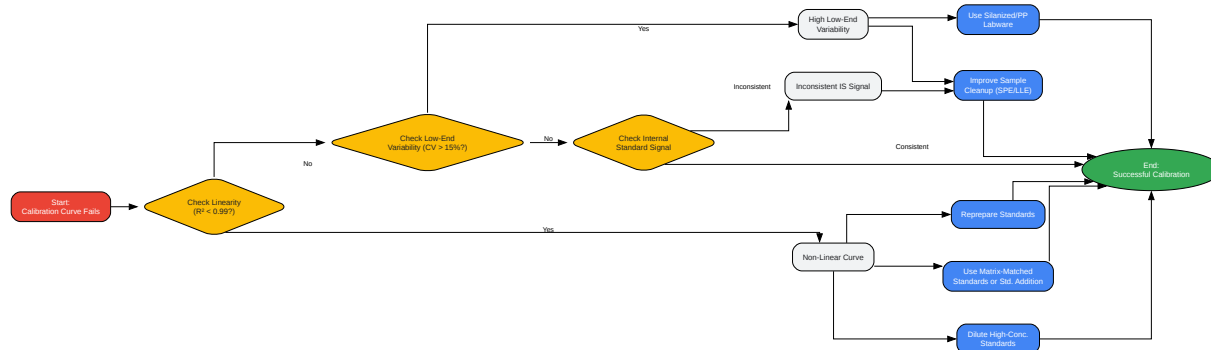 Start:
Calibration Curve Fails
Check Linearity
(R² < 0.99?)
No
Yes
Check Low-End
Variability (CV > 15%?)
Yes
No
Check Internal
Standard Signal
Inconsistent
Consistent
High Low-End
Variability
Inconsistent IS Signal
Non-Linear Curve
Use Silanized/PP
Labware
Improve Sample
Cleanup (SPE/LLE)
Reprepare Standards
Use Matrix-Matched
Standards or Std. Addition
Dilute High-Conc.
Standards
End:
Successful Calibration